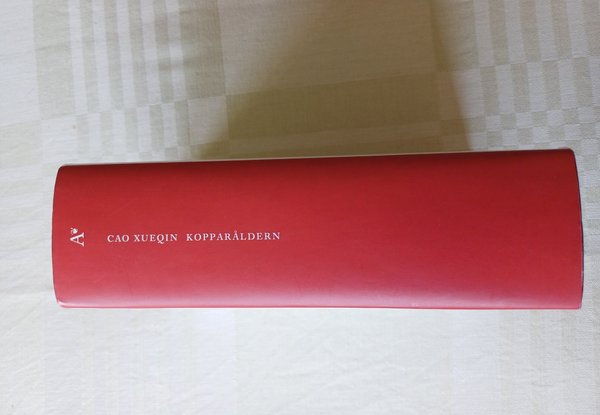 A
CAO XUEQIN KOPPARÅLDERN